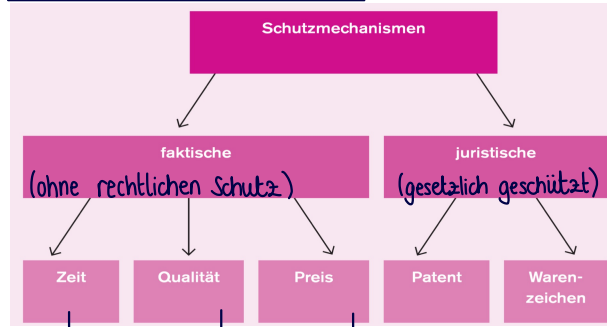 Schutzmechanismen
faktische
(ohne rechtlichen Schutz)
juristische
(gesetzlich geschützt)
Zeit
Qualität
Preis
Patent
Waren-
zeichen